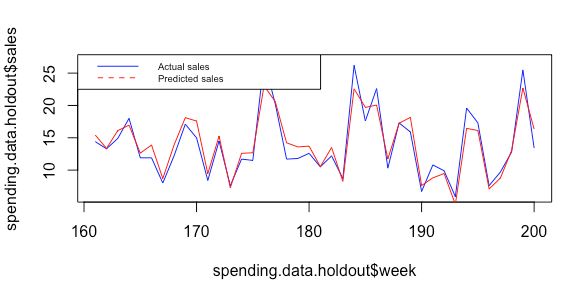 spending.data.holdout$sales
25
20
15
10
Actual sales
Predicted sales
160
170
180
190
200
spending.data.holdout$week